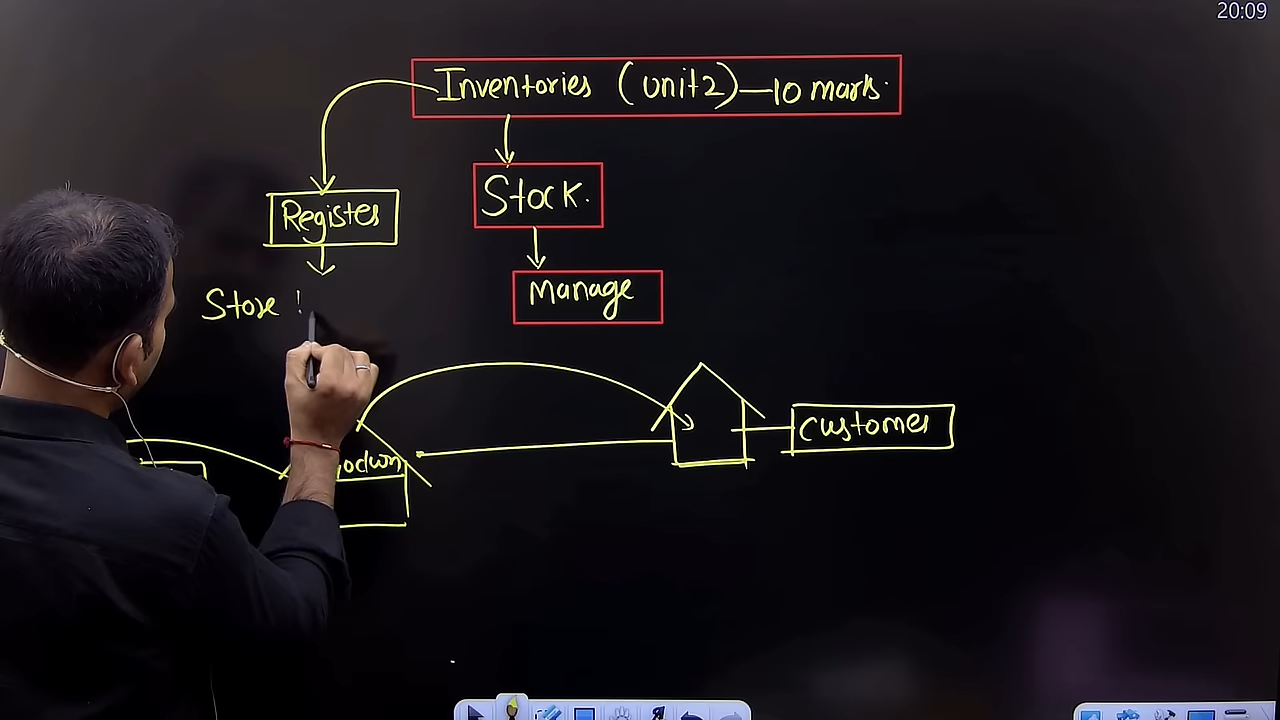 20:09
Inventories (unit2)—10 marks.
Register
Stock.
Manage
Store
customer